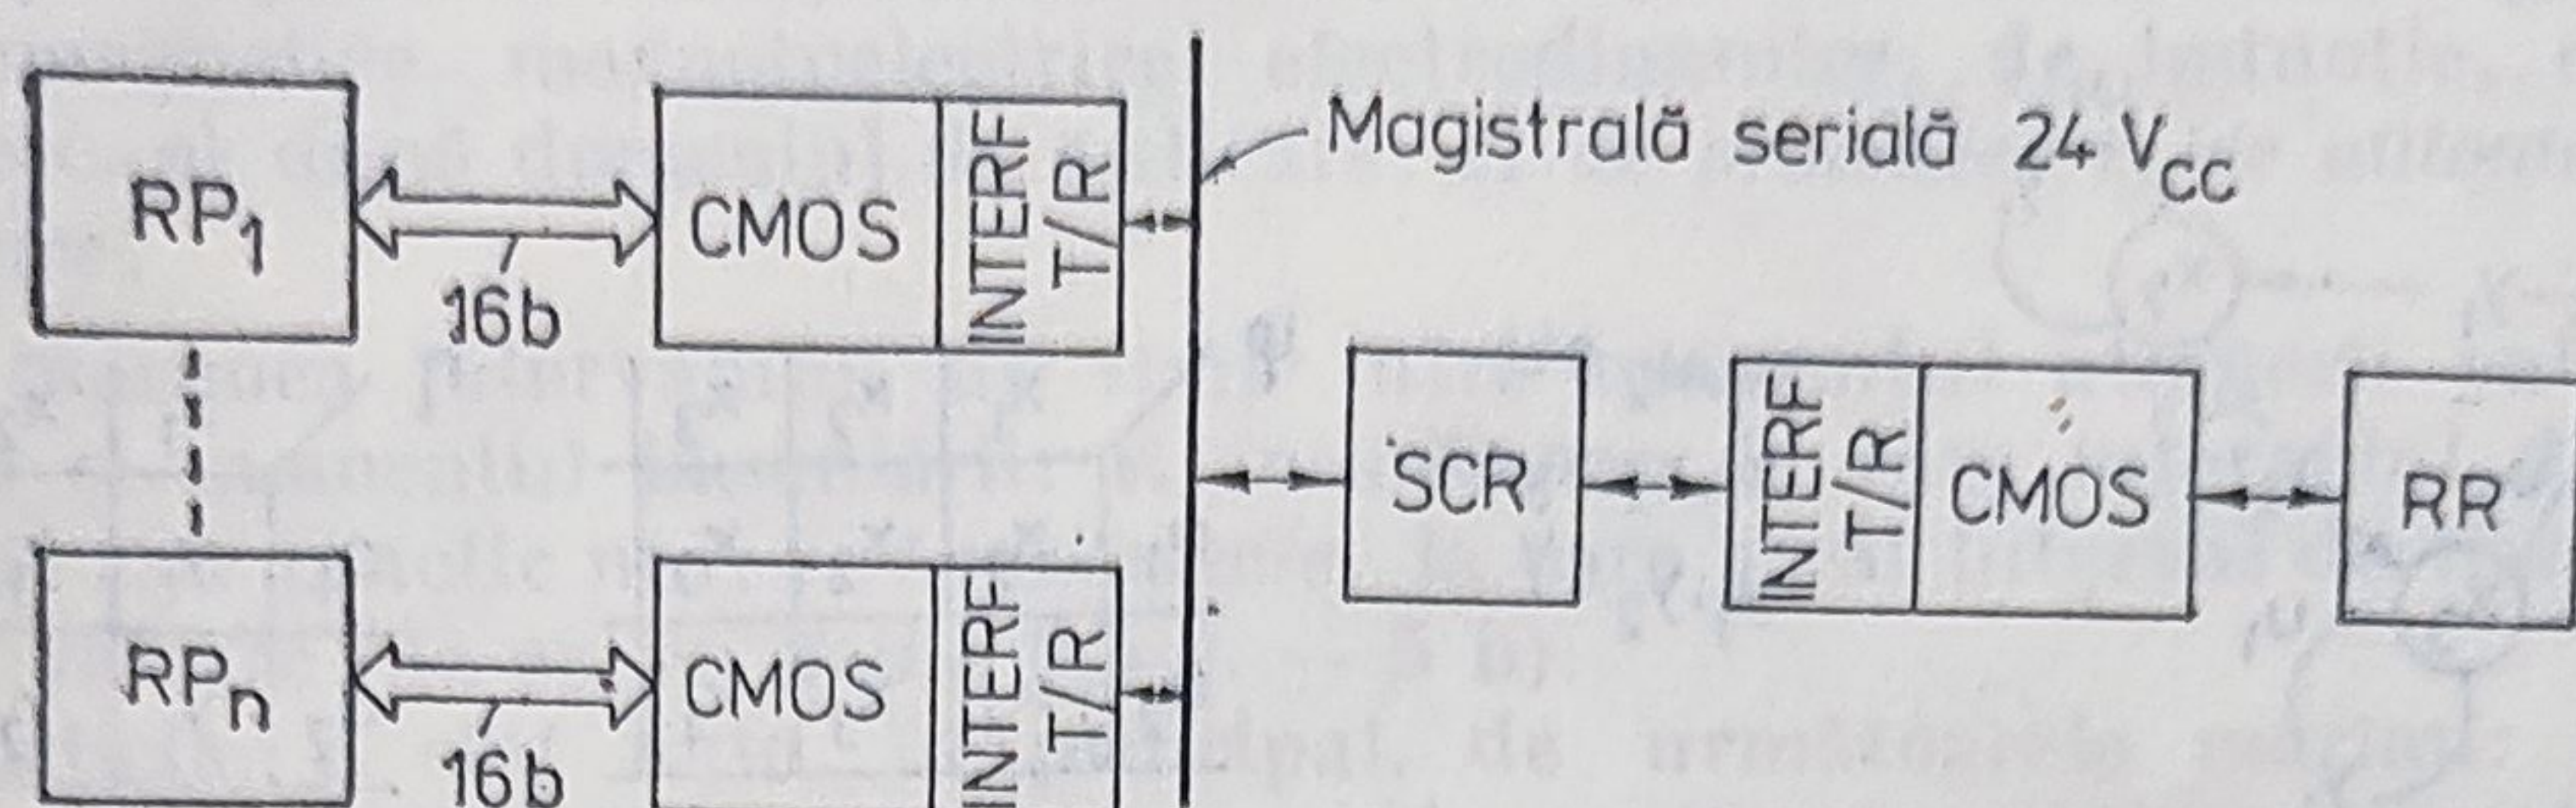 RP1
16b
CMOS
INTERF
T/R
Magistrală serială 24 VCC
SCR
INTERF
T/R
CMOS
RR
RPn
16b
CMOS
INTERF
T/R